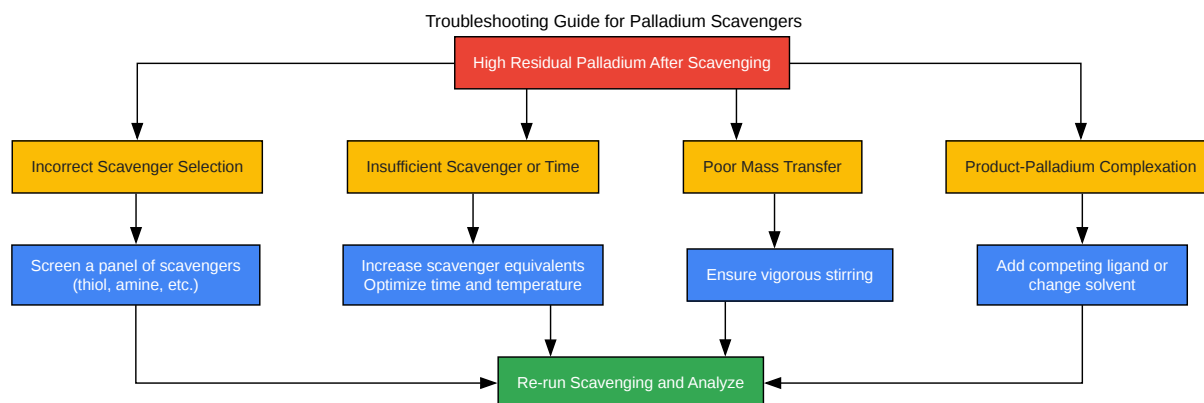 Troubleshooting Guide for Palladium Scavengers
High Residual Palladium After Scavenging
Incorrect Scavenger Selection
Insufficient Scavenger or Time
Poor Mass Transfer
Product-Palladium Complexation
Screen a panel of scavengers
(thiol, amine, etc.)
Increase scavenger equivalents
Optimize time and temperature
Ensure vigorous stirring
Add competing ligand or
change solvent
Re-run Scavenging and Analyze